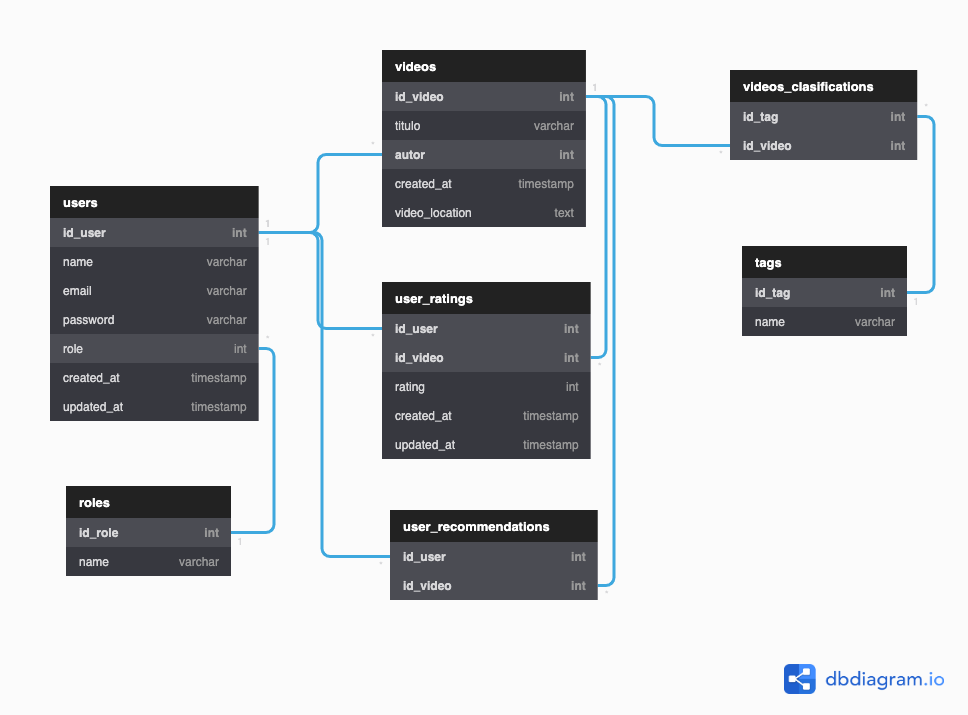 videos
id_video int
titulo varchar
autor int
created_at timestamp
video_location text
videos_clasifications
id_tag int
id_video int
users
id_user int
name varchar
email varchar
password varchar
role int
created_at timestamp
updated_at timestamp
tags
id_tag int
name varchar
user_ratings
id_user int
id_video int
rating int
created_at timestamp
updated_at timestamp
roles
id_role int
name varchar
user_recommendations
id_user int
id_video int
1
*
*
*
1
1
*
*
*
1
1
*
*
dbdiagram.io